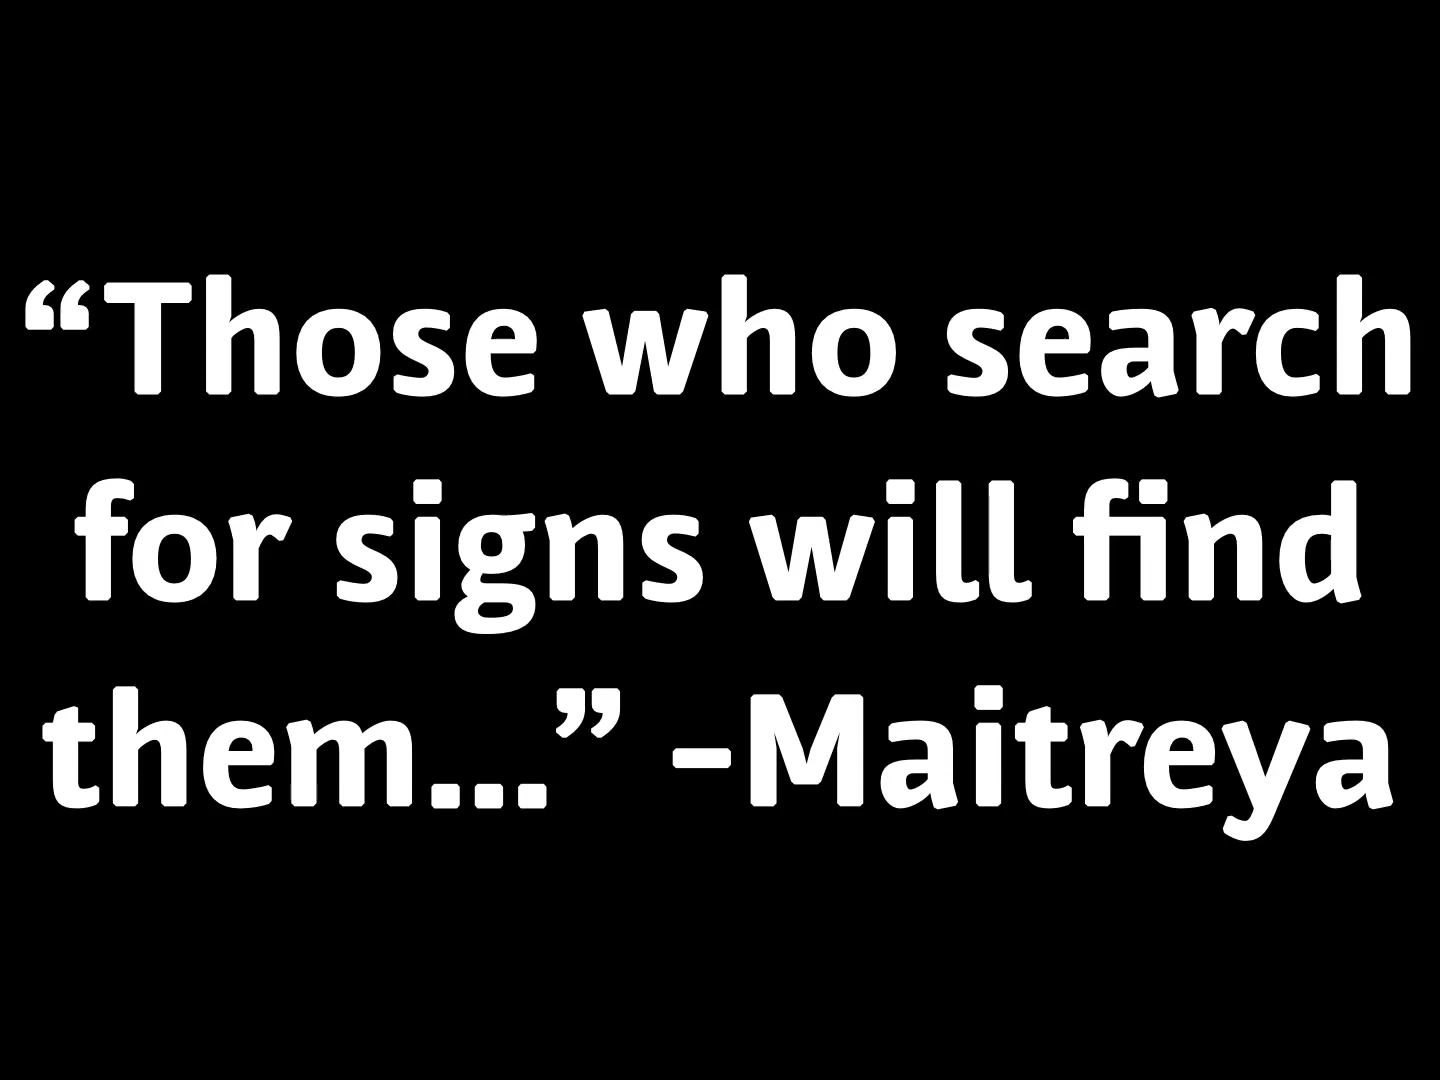 “Those who search
for signs will find
them...” -Maitreya